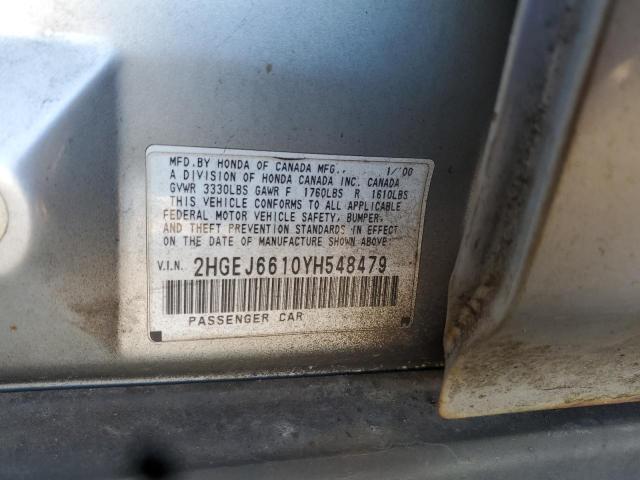 MFD.BY HONDA OF CANADA MFG., 1/00
A DIVISION OF HONDA CANADA INC. CANADA
GVWR 3330LBS GAWR F 1760LBS R 1610LBS
THIS VEHICLE CONFORMS TO ALL APPLICABLE
FEDERAL MOTOR VEHICLE SAFETY, BUMPER,
AND THEFT PREVENTION STANDARDS IN EFFECT
ON THE DATE OF MANUFACTURE SHOWN ABOVE.
V.I.N. 2HGEJ6610YH548479
PASSENGER CAR